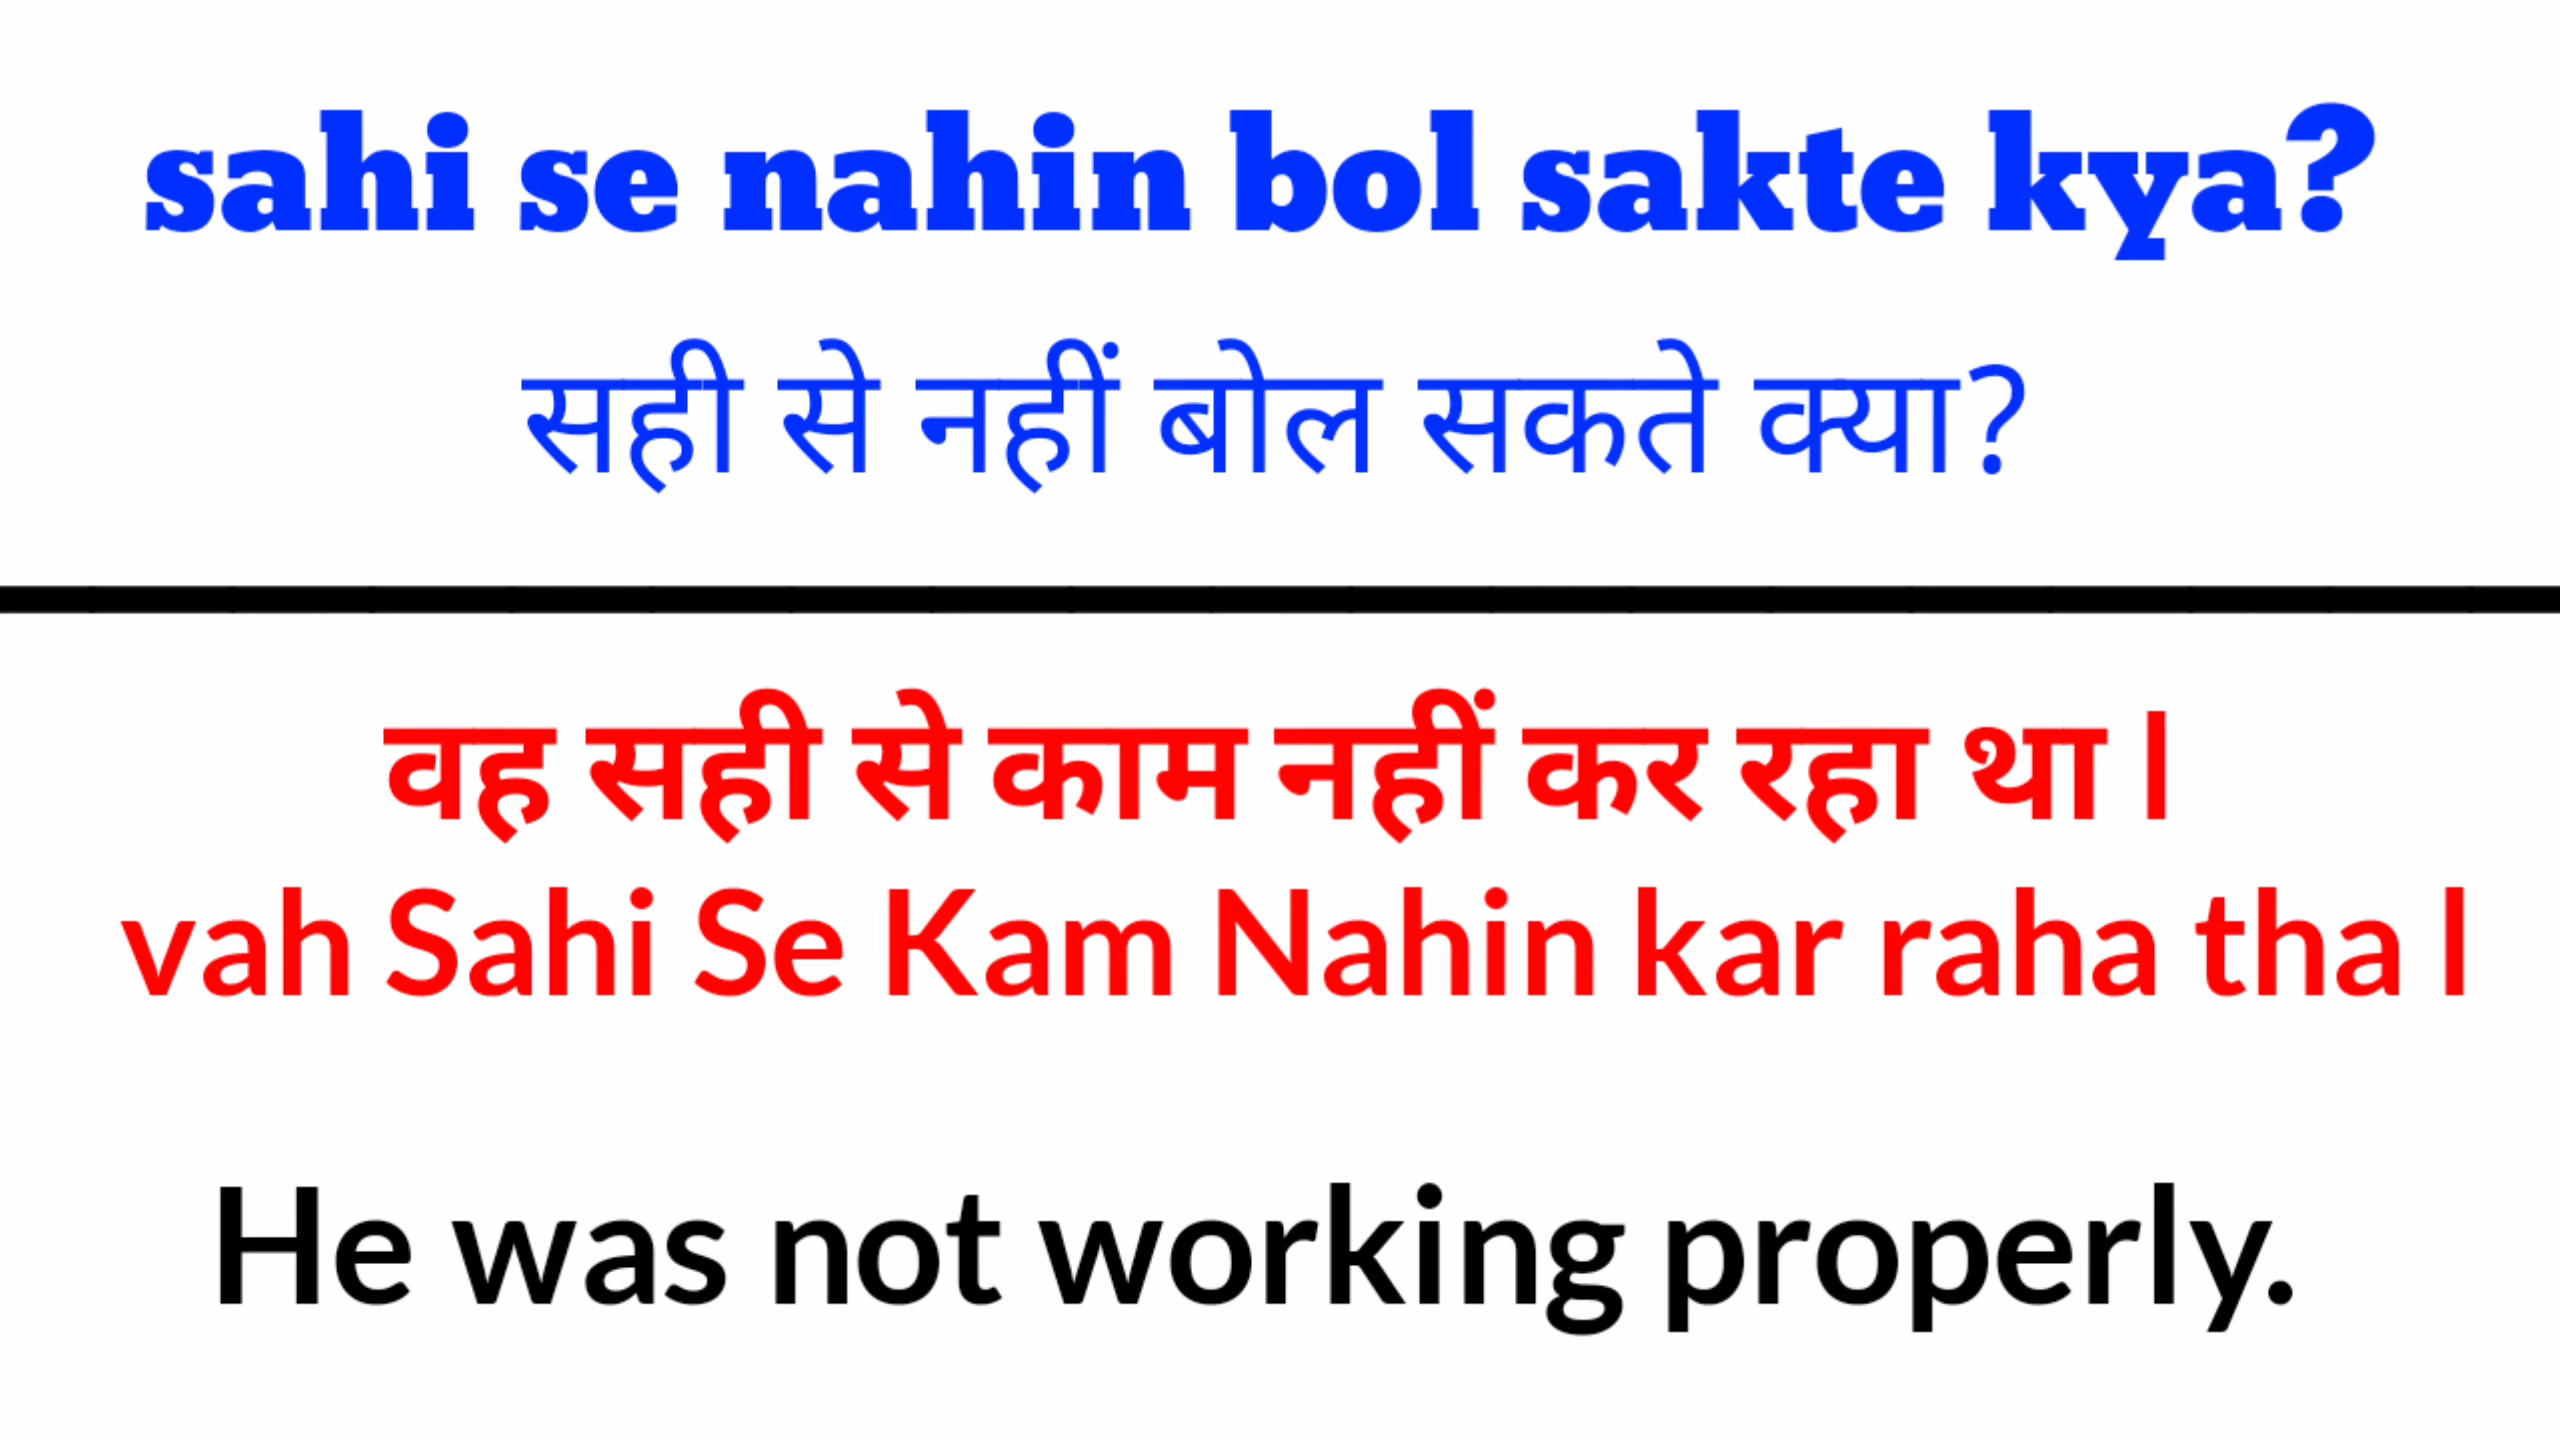 sahi se nahin bol sakte kya?
सही से नहीं बोल सकते क्या?
वह सही से काम नहीं कर रहा था l
vah Sahi Se Kam Nahin kar raha tha l
He was not working properly.